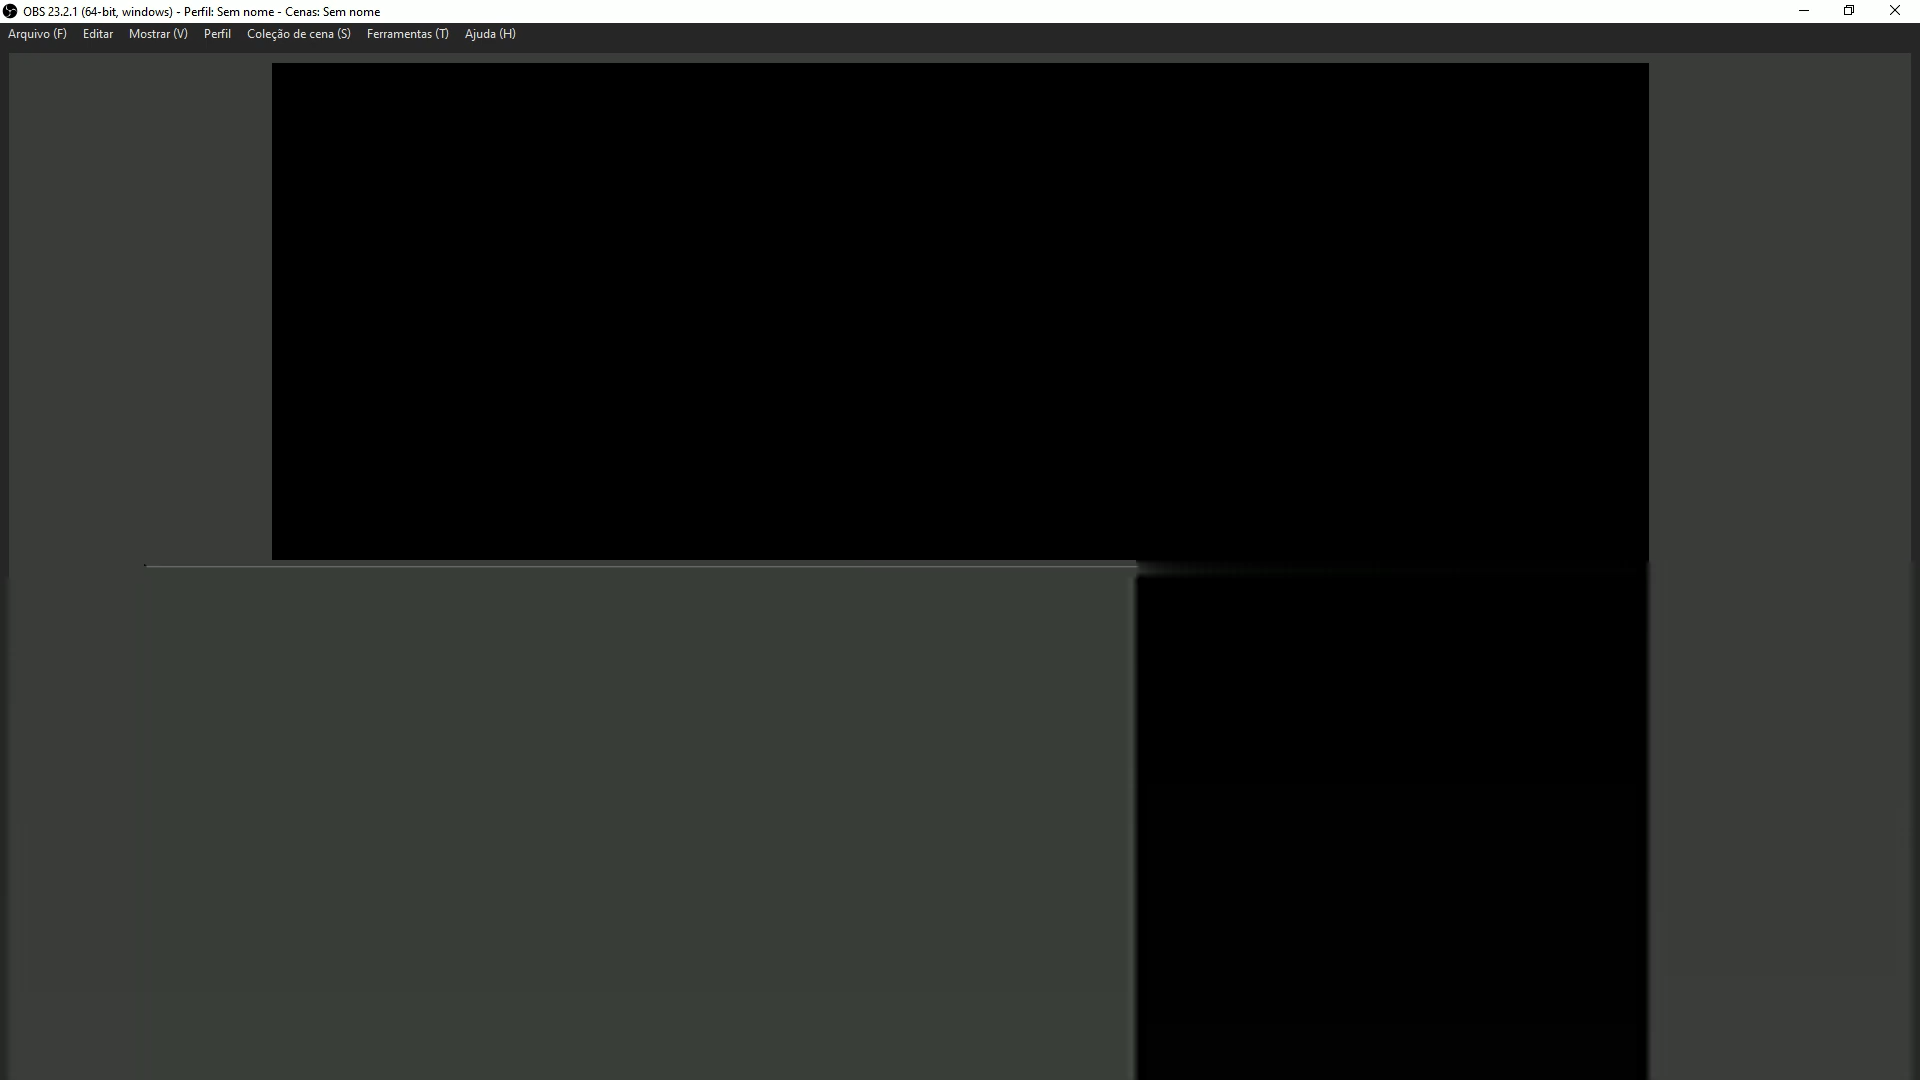 OBS 23.2.1 (64-bit, windows) - Perfil: Sem nome - Cenas: Sem nome
Arquivo (F) Editar Mostrar (V) Perfil Coleção de cena (S) Ferramentas (T) Ajuda (H)